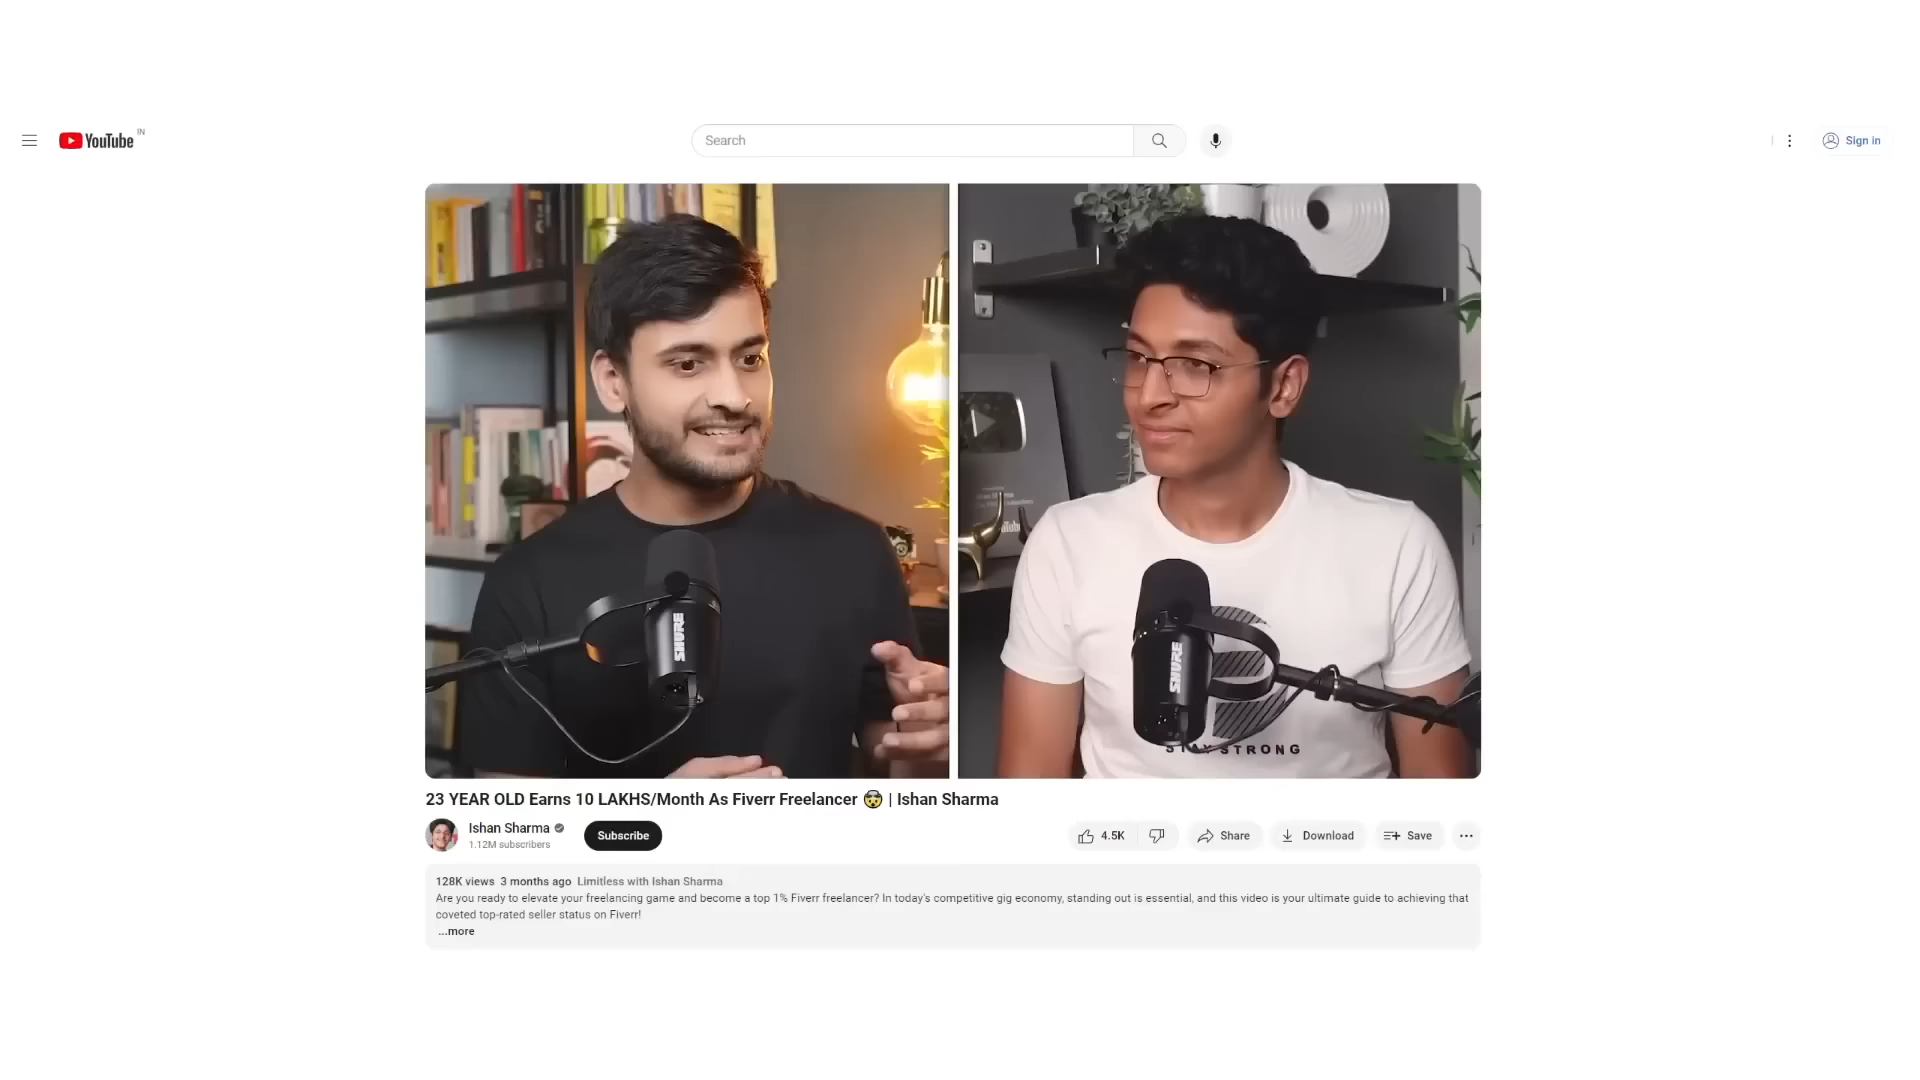 YouTube IN
Search
Sign in
SHURE
SHURE
STAY STRONG
23 YEAR OLD Earns 10 LAKHS/Month As Fiverr Freelancer 🤯 | Ishan Sharma
Ishan Sharma
1.12M subscribers
Subscribe
4.5K
Share
Download
Save
128K views 3 months ago Limitless with Ishan Sharma
Are you ready to elevate your freelancing game and become a top 1% Fiverr freelancer? In today's competitive gig economy, standing out is essential, and this video is your ultimate guide to achieving that
coveted top-rated seller status on Fiverr!
...more